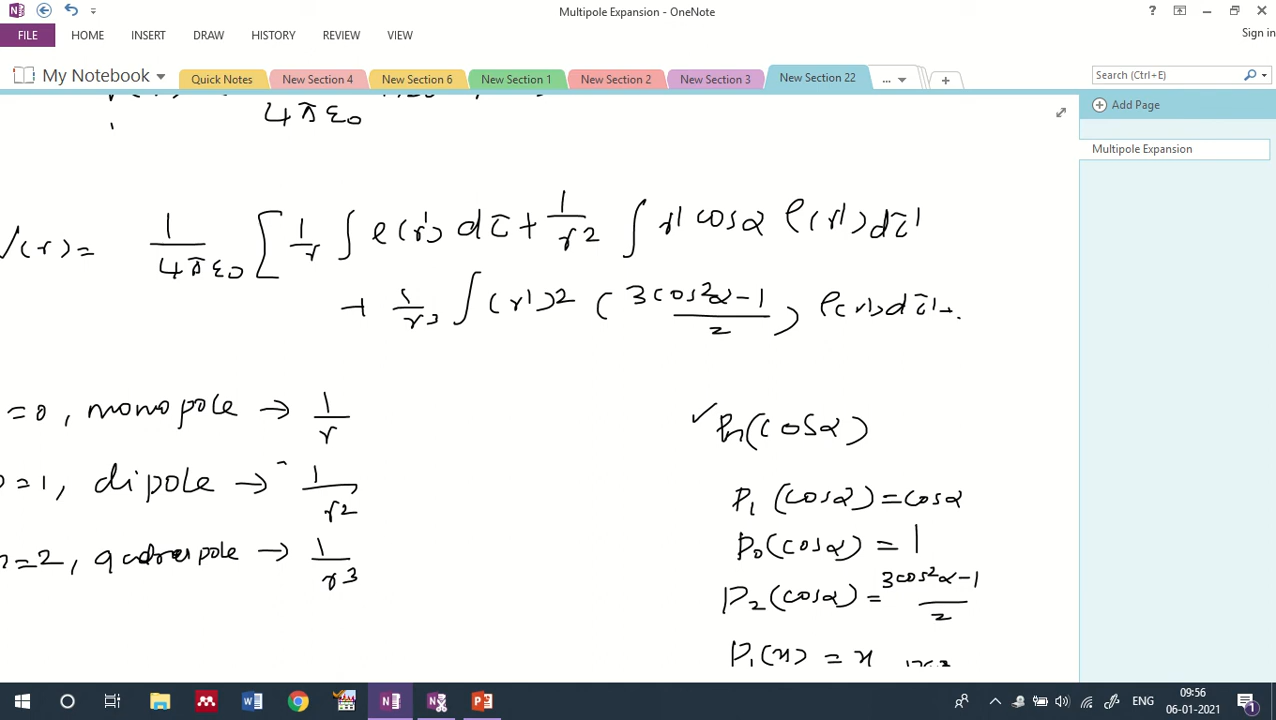 Multipole Expansion - OneNote
Sign in
FILE HOME INSERT DRAW HISTORY REVIEW VIEW
My Notebook Quick Notes New Section 4 New Section 6 New Section 1 New Section 2 New Section 3 New Section 22 ... Search (Ctrl+E)
Add Page
Multipole Expansion
4πε0
V(r) = 1/4πε0 [ 1/r ∫ ρ(r') dτ + 1/r2 ∫ r' cosα ρ(r') dτ'
+ 1/r3 ∫ (r')2 (3cos²α-1/2) ρ(r') dτ' + .
=0, monopole → 1/r
=1, dipole → 1/r2
n=2, → 1/r3
✓ Pn(cosα)
P1 (cosα) = cosα
P0(cosα) = 1
P2 (cosα) = 3cos²α-1/2
P1(x) = x
ENG
09:56
06-01-2021
1